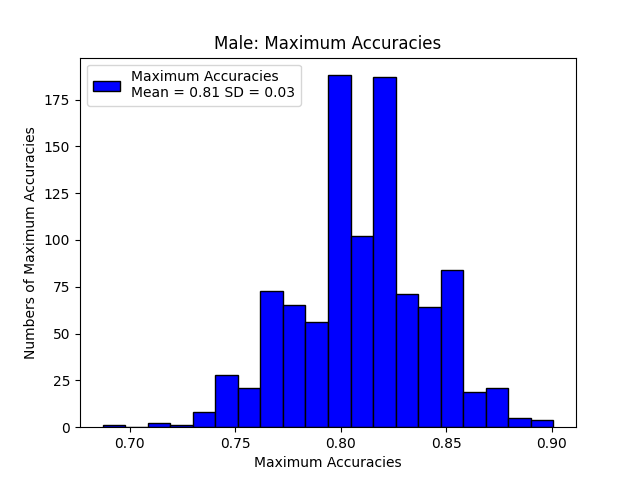 Male: Maximum Accuracies
Maximum Accuracies
Mean = 0.81 SD = 0.03
Numbers of Maximum Accuracies
175
150
125
100
75
50
25
0
0.70 0.75 0.80 0.85 0.90
Maximum Accuracies